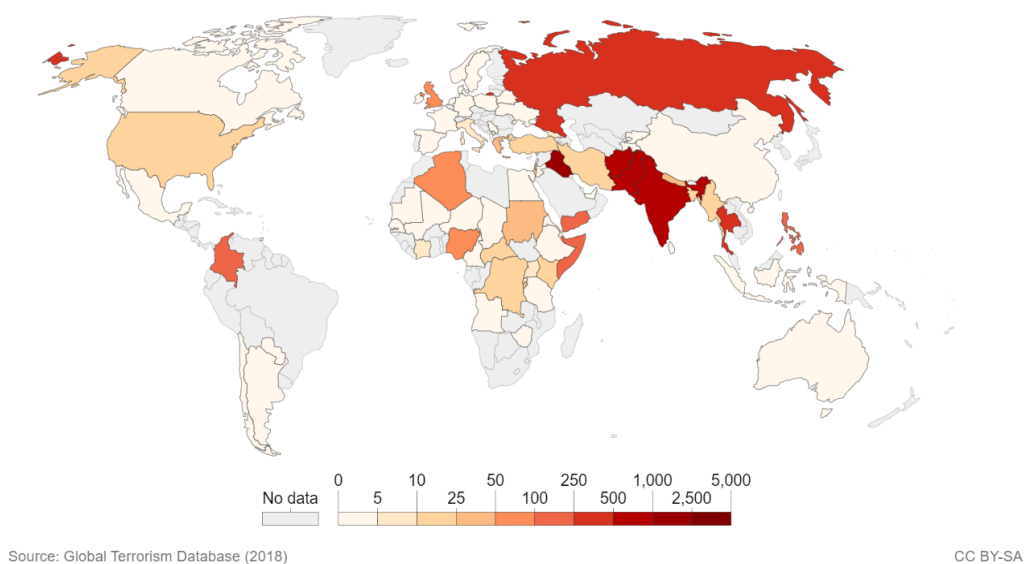 0 10 50 250 1,000 5,000
No data 5 25 100 500 2,500
Source: Global Terrorism Database (2018) CC BY-SA